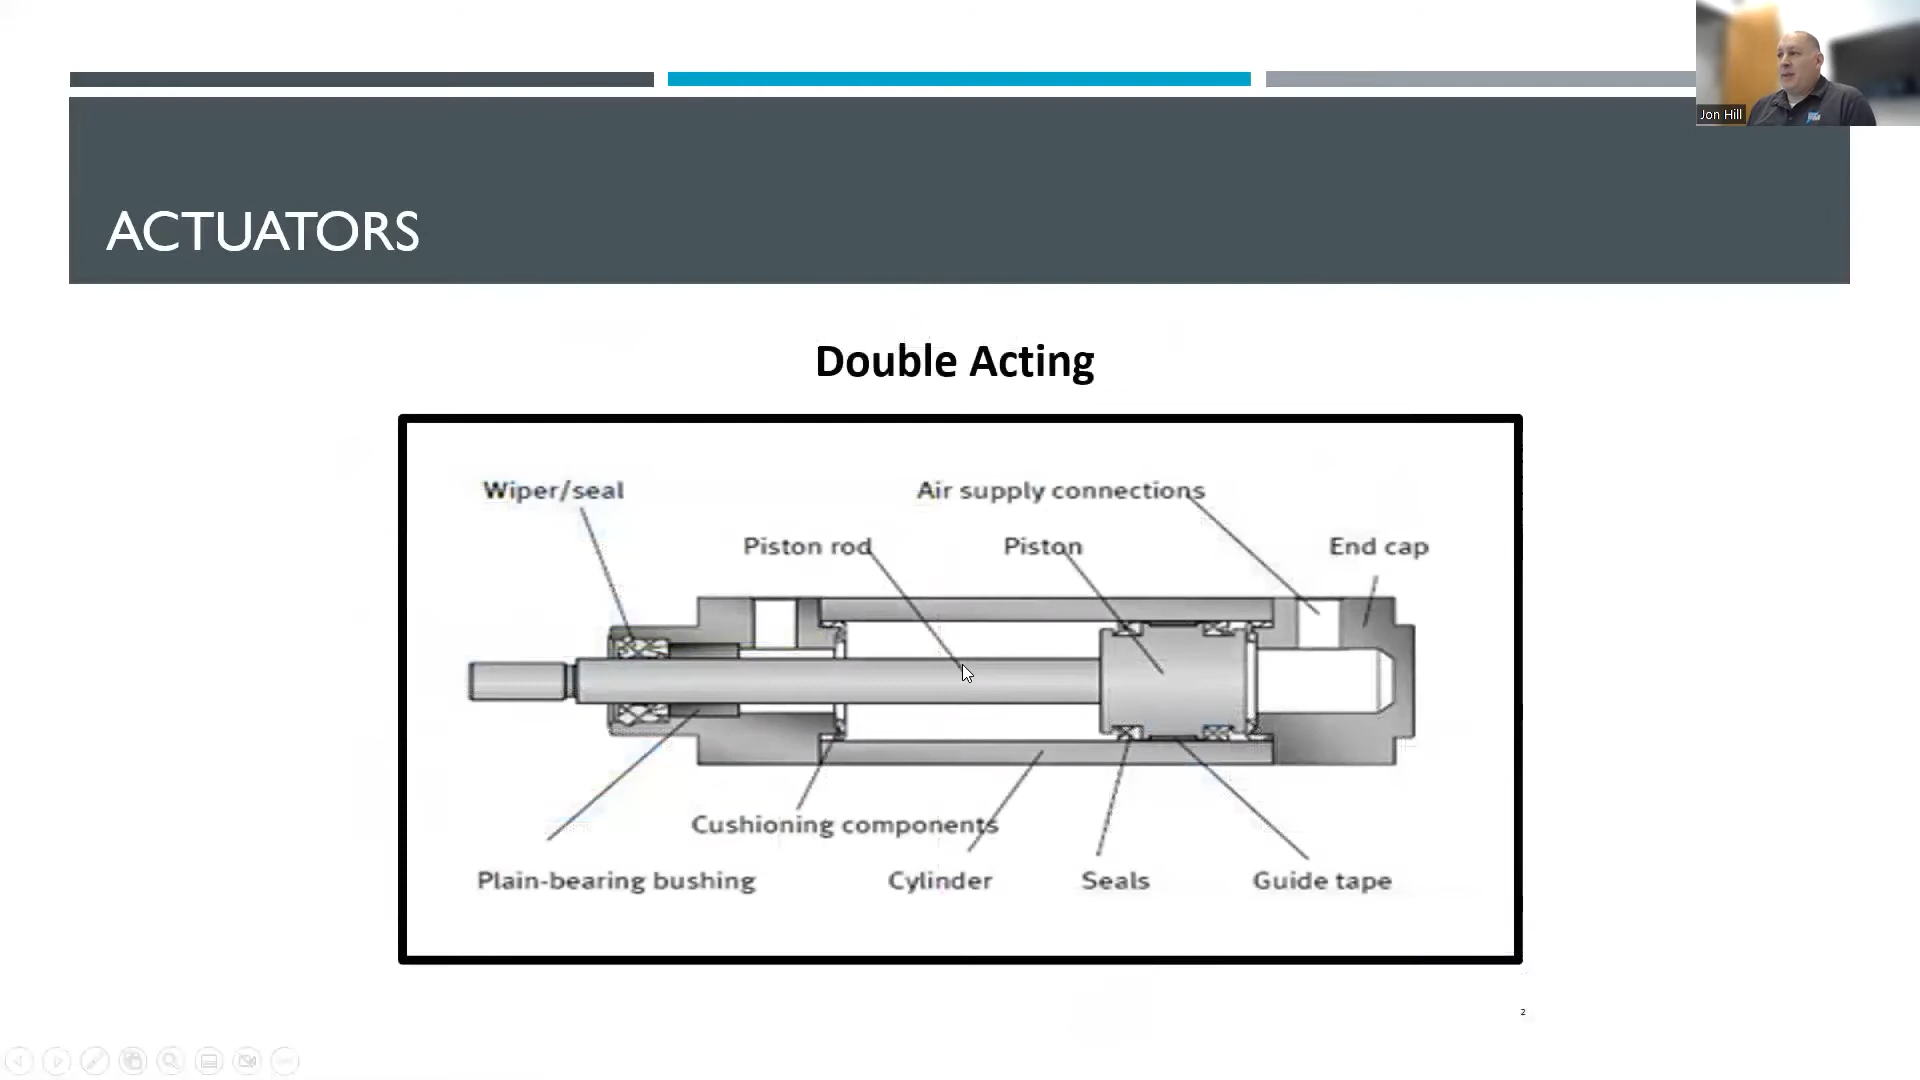 Jon Hill
ACTUATORS
Double Acting
Wiper/seal
Air supply connections
Piston rod
Piston
End cap
Cushioning components
Plain-bearing bushing
Cylinder
Seals
Guide tape
2